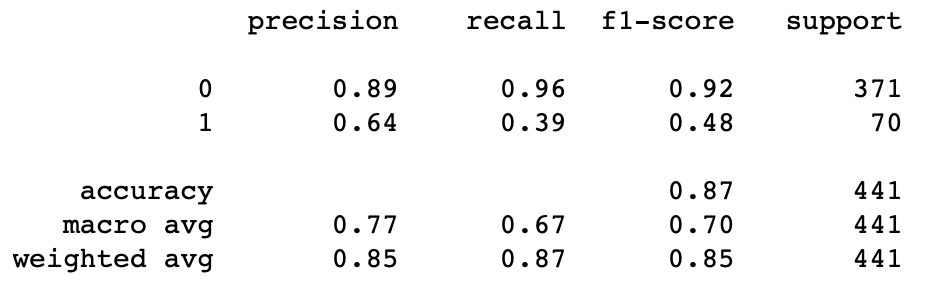 precision recall f1-score support
0 0.89 0.96 0.92 371
1 0.64 0.39 0.48 70
accuracy 0.87 441
macro avg 0.77 0.67 0.70 441
weighted avg 0.85 0.87 0.85 441